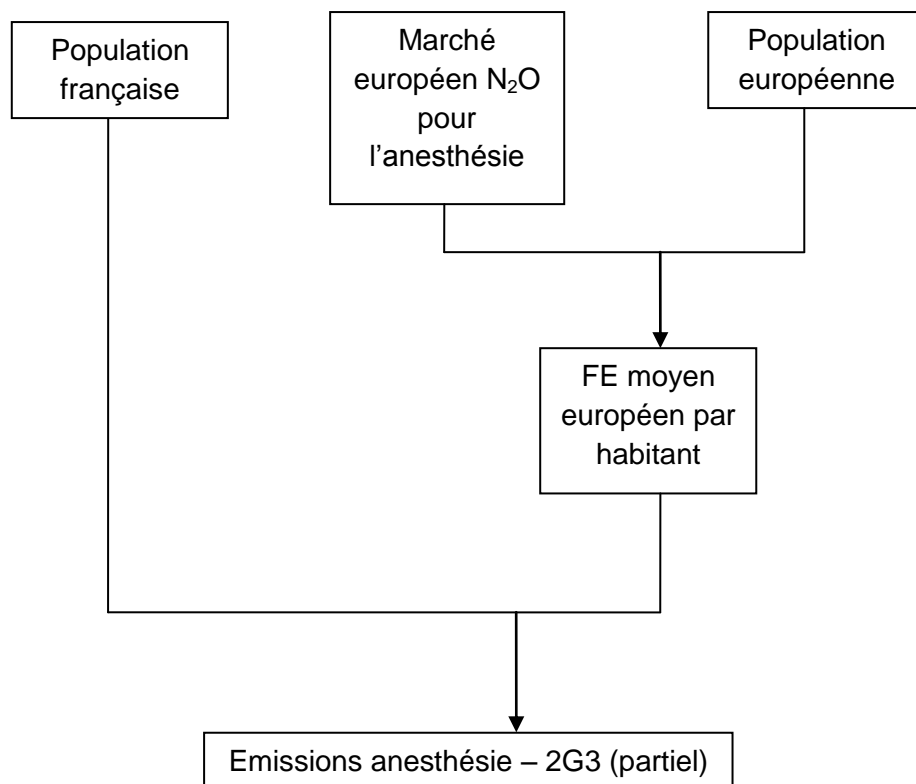 Population
française
Marché
européen N₂O
pour
l'anesthésie
Population
européenne
FE moyen
européen par
habitant
Emissions anesthésie – 2G3 (partiel)